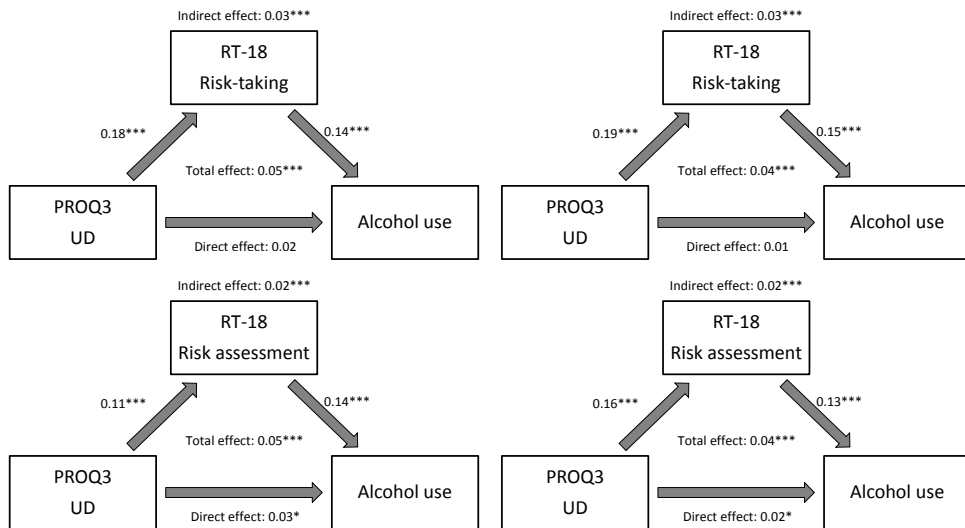 Indirect effect: 0.03***
RT-18
Risk-taking
0.18***
0.14***
Total effect: 0.05***
PROQ3
UD
Alcohol use
Direct effect: 0.02
Indirect effect: 0.03***
RT-18
Risk-taking
0.19***
0.15***
Total effect: 0.04***
PROQ3
UD
Alcohol use
Direct effect: 0.01
Indirect effect: 0.02***
RT-18
Risk assessment
0.11***
0.14***
Total effect: 0.05***
PROQ3
UD
Alcohol use
Direct effect: 0.03*
Indirect effect: 0.02***
RT-18
Risk assessment
0.16***
0.13***
Total effect: 0.04***
PROQ3
UD
Alcohol use
Direct effect: 0.02*